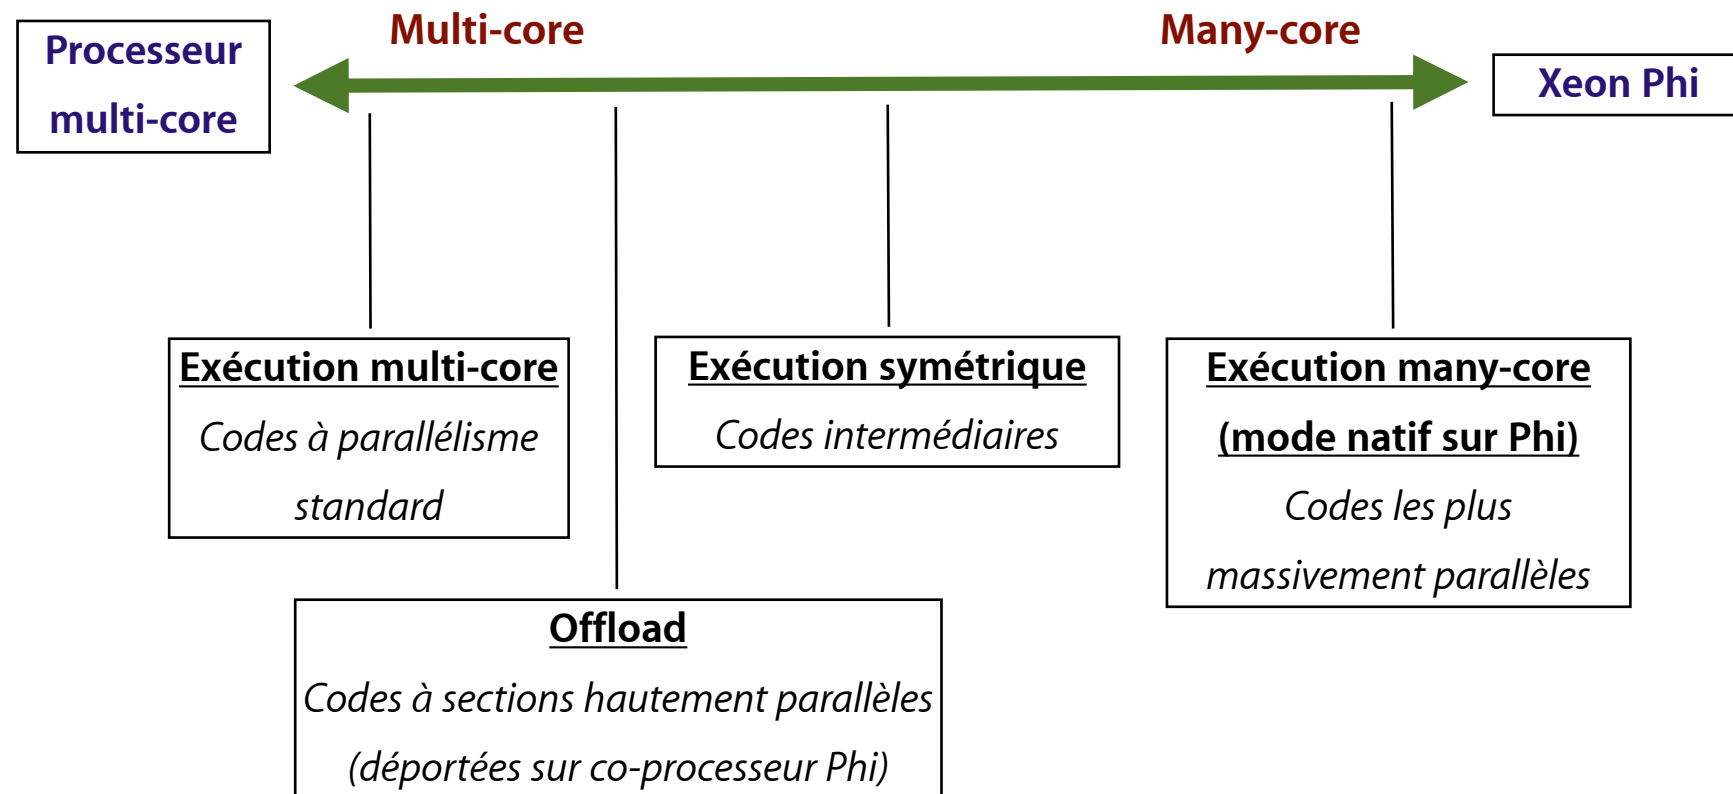 Processeur
multi-core
Multi-core
Many-core
Xeon Phi
Exécution multi-core
Codes à parallélisme
standard
Offload
Codes à sections hautement parallèles
(déportées sur co-processeur Phi)
Exécution symétrique
Codes intermédiaires
Exécution many-core
(mode natif sur Phi)
Codes les plus
massivement parallèles